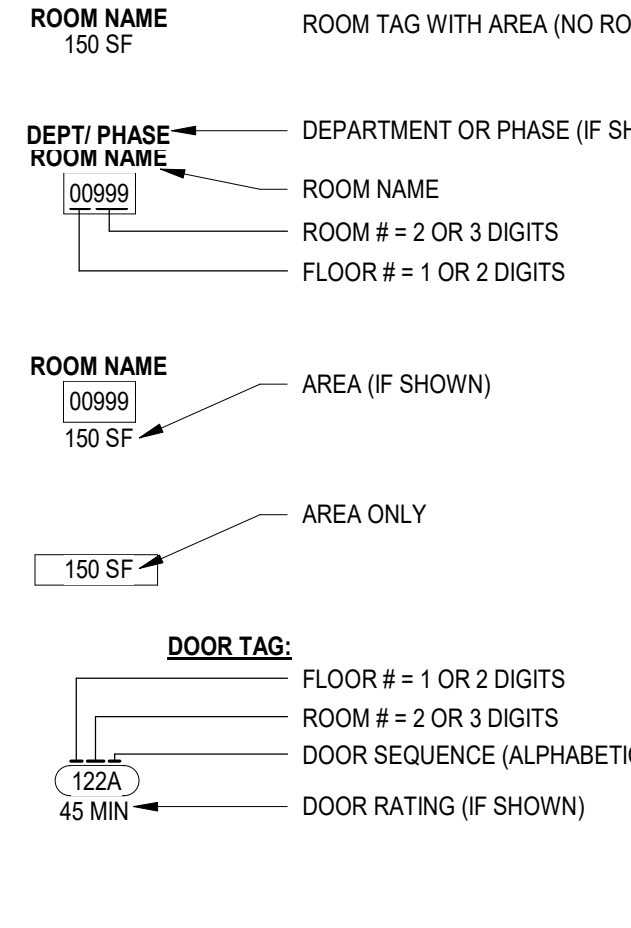 ROOM NAME
150 SF
ROOM TAG WITH AREA (NO RO
DEPT/ PHASE
DEPARTMENT OR PHASE (IF SH
ROOM NAME
00999
ROOM NAME
ROOM # = 2 OR 3 DIGITS
FLOOR # = 1 OR 2 DIGITS
ROOM NAME
00999
150 SF
AREA (IF SHOWN)
AREA ONLY
150 SF
DOOR TAG:
FLOOR # = 1 OR 2 DIGITS
ROOM # = 2 OR 3 DIGITS
DOOR SEQUENCE (ALPHABETI
122A
45 MIN
DOOR RATING (IF SHOWN)